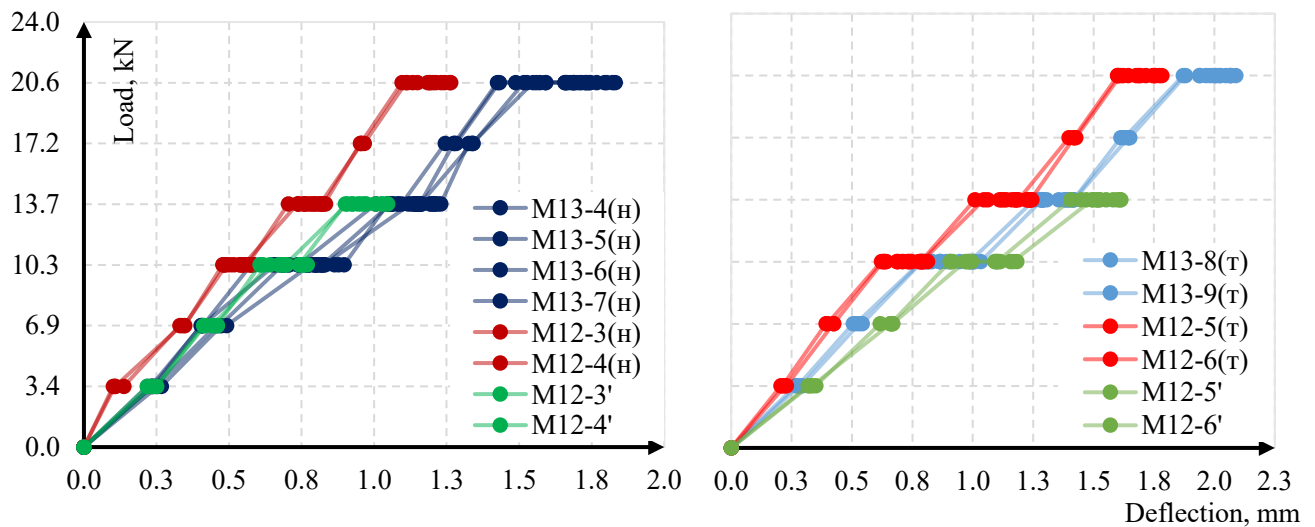 24.0
20.6
17.2
13.7
10.3
6.9
3.4
0.0
Load, kN
M13-4(н)
M13-5(н)
M13-6(н)
M13-7(н)
M12-3(н)
M12-4(н)
M12-3'
M12-4'
0.0 0.3 0.5 0.8 1.0 1.3 1.5 1.8 2.0
M13-8(т)
M13-9(т)
M12-5(т)
M12-6(т)
M12-5'
M12-6'
0.0 0.3 0.5 0.8 1.0 1.3 1.5 1.8 2.0 2.3
Deflection, mm